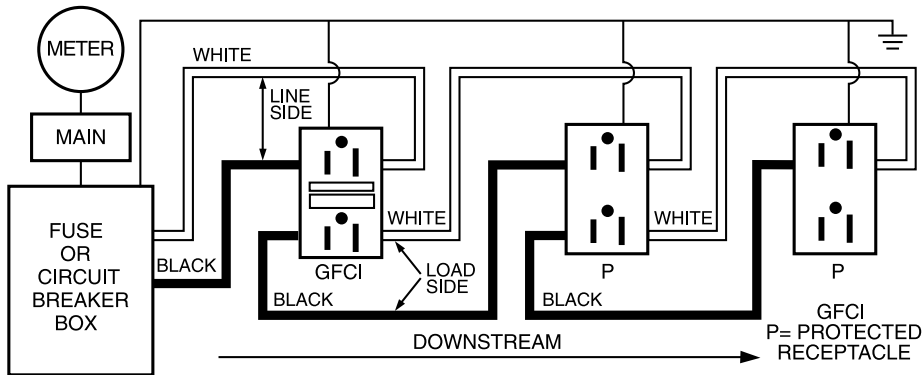 METER
WHITE
LINE
SIDE
MAIN
FUSE
OR
CIRCUIT
BREAKER
BOX
BLACK
GFCI
WHITE
LOAD
SIDE
BLACK
P
WHITE
BLACK
P
DOWNSTREAM
GFCI
P= PROTECTED
RECEPTACLE